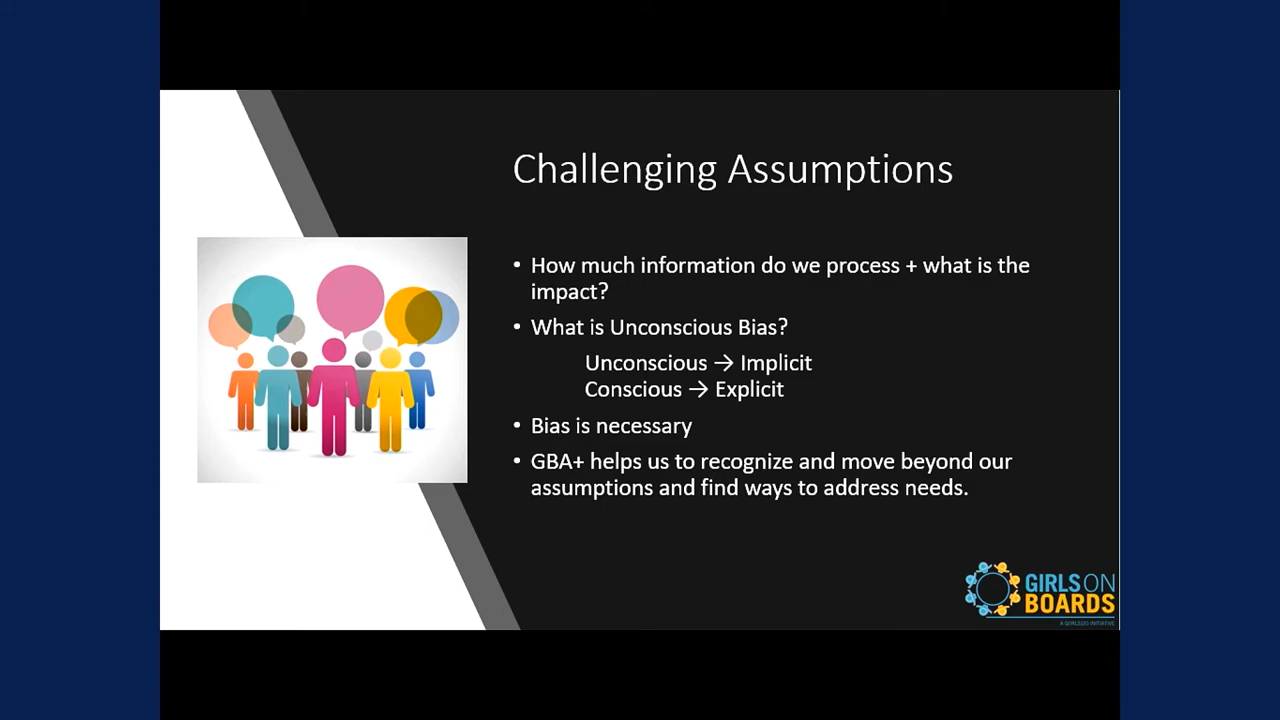 Challenging Assumptions
• How much information do we process + what is the
impact?
• What is Unconscious Bias?
Unconscious → Implicit
Conscious → Explicit
• Bias is necessary
• GBA+ helps us to recognize and move beyond our
assumptions and find ways to address needs.
GIRLS ON
BOARDS
A GIRLS20 INITIATIVE